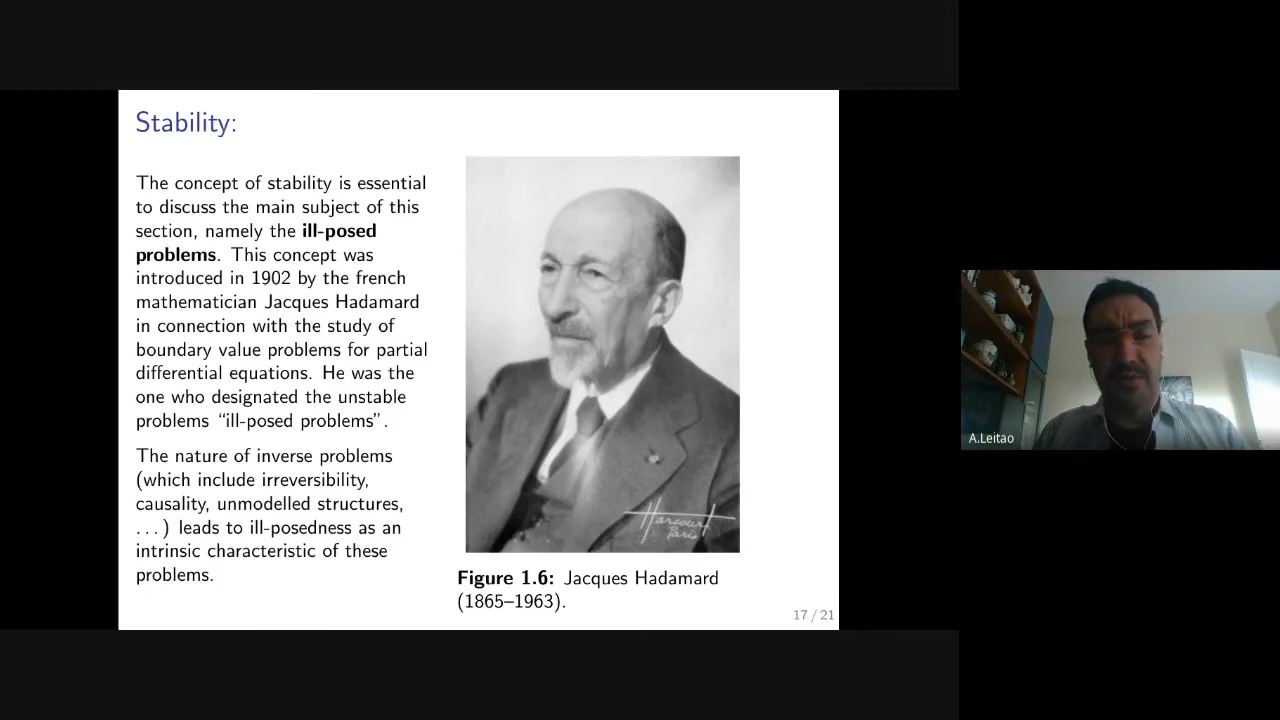 Stability:
The concept of stability is essential
to discuss the main subject of this
section, namely the ill-posed
problems. This concept was
introduced in 1902 by the french
mathematician Jacques Hadamard
in connection with the study of
boundary value problems for partial
differential equations. He was the
one who designated the unstable
problems “ill-posed problems”.
The nature of inverse problems
(which include irreversibility,
causality, unmodelled structures,
...) leads to ill-posedness as an
intrinsic characteristic of these
problems.
Harcourt
Paris
Figure 1.6: Jacques Hadamard
(1865–1963).
17 / 21
A.Leitao